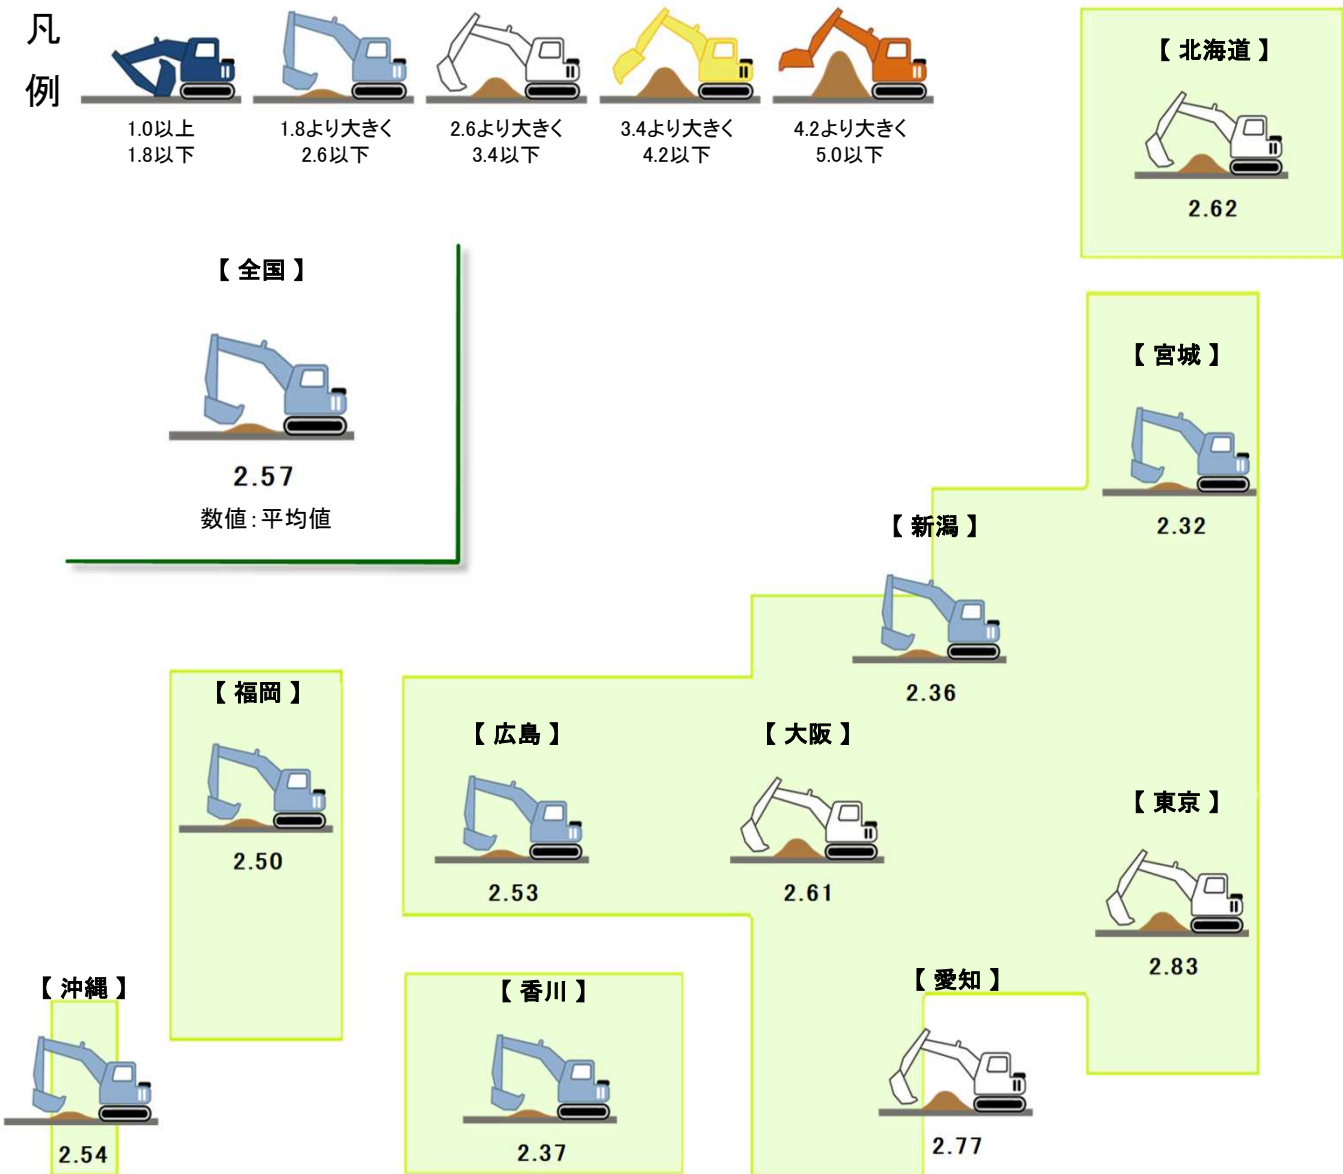 凡
例
1.0以上
1.8以下
1.8より大きく
2.6以下
2.6より大きく
3.4以下
3.4より大きく
4.2以下
4.2より大きく
5.0以下
【 北海道 】
2.62
【 全国 】
2.57
数値：平均値
【 宮城 】
2.32
【 新潟 】
2.36
【 福岡 】
2.50
【 広島 】
2.53
【 大阪 】
2.61
【 東京 】
2.83
【 沖縄 】
2.54
【 香川 】
2.37
【 愛知 】
2.77